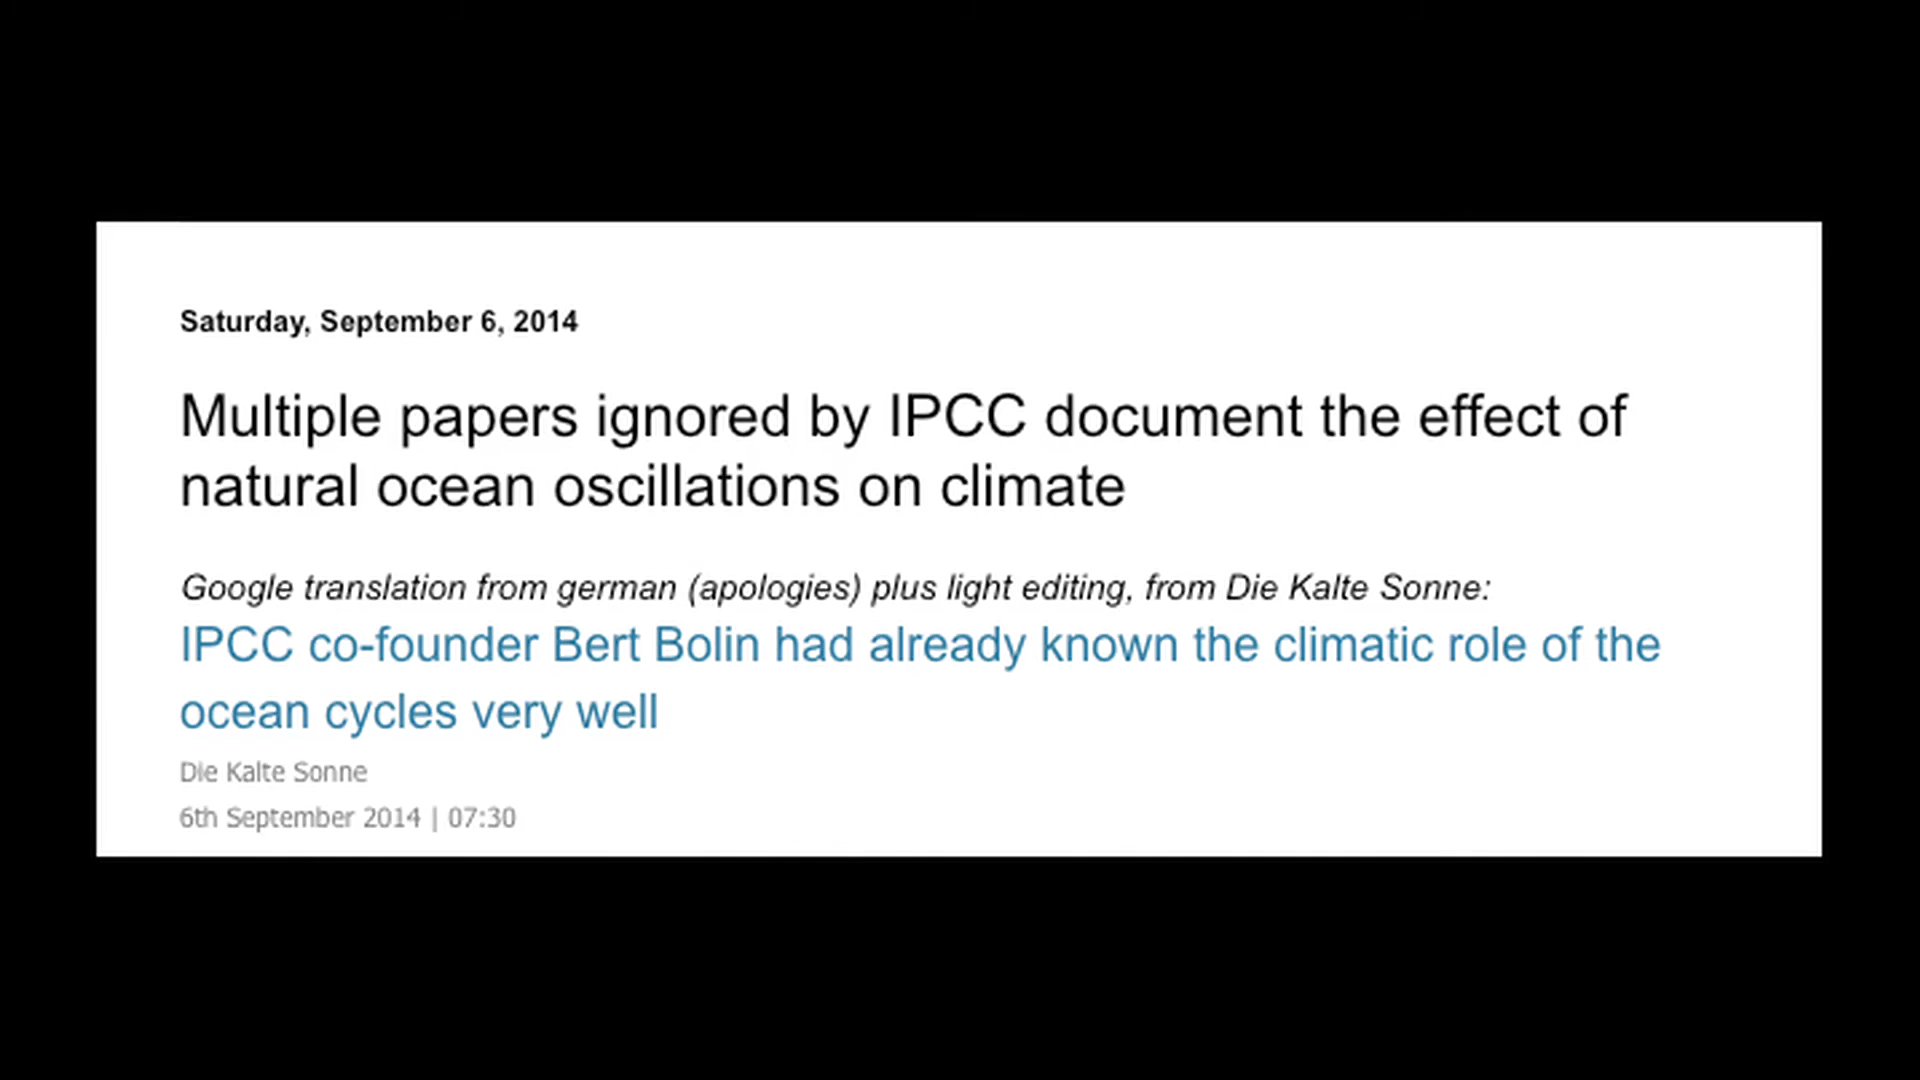 Saturday, September 6, 2014
Multiple papers ignored by IPCC document the effect of
natural ocean oscillations on climate
Google translation from german (apologies) plus light editing, from Die Kalte Sonne:
IPCC co-founder Bert Bolin had already known the climatic role of the
ocean cycles very well
Die Kalte Sonne
6th September 2014 | 07:30